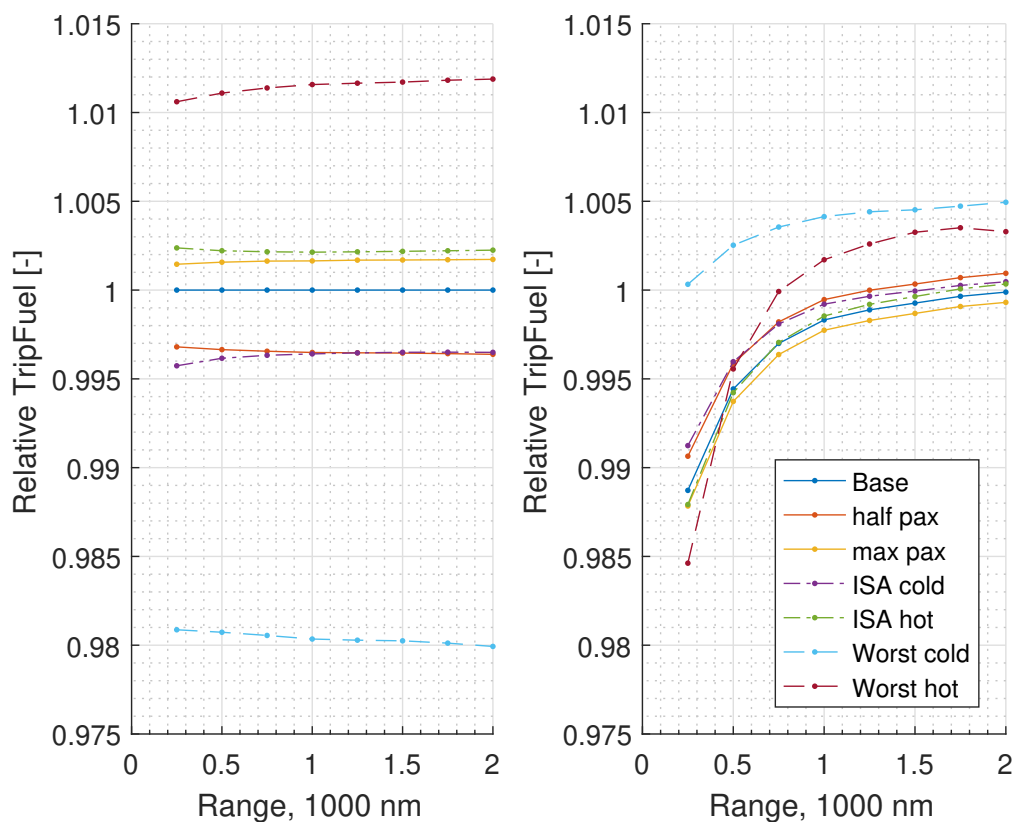 1.015
1.01
1.005
1
0.995
0.99
0.985
0.98
0.975
Relative TripFuel [-]
0
0.5
1
1.5
2
Range, 1000 nm
1.015
1.01
1.005
1
0.995
0.99
0.985
0.98
0.975
Relative TripFuel [-]
0
0.5
1
1.5
2
Range, 1000 nm
Base
half pax
max pax
ISA cold
ISA hot
Worst cold
Worst hot